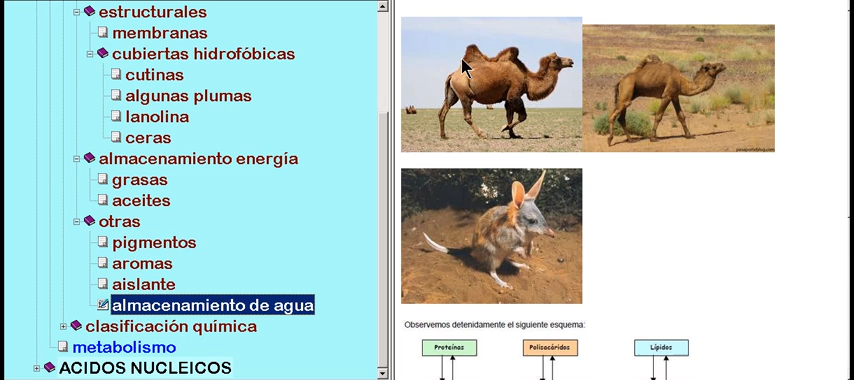 estructurales
membranas
cubiertas hidrofóbicas
cutinas
algunas plumas
lanolina
ceras
almacenamiento energía
grasas
aceites
otras
pigmentos
aromas
aislante
almacenamiento de agua
clasificación química
metabolismo
ACIDOS NUCLEICOS
Observemos detenidamente el siguiente esquema:
Proteínas
Polisacáridos
Lípidos